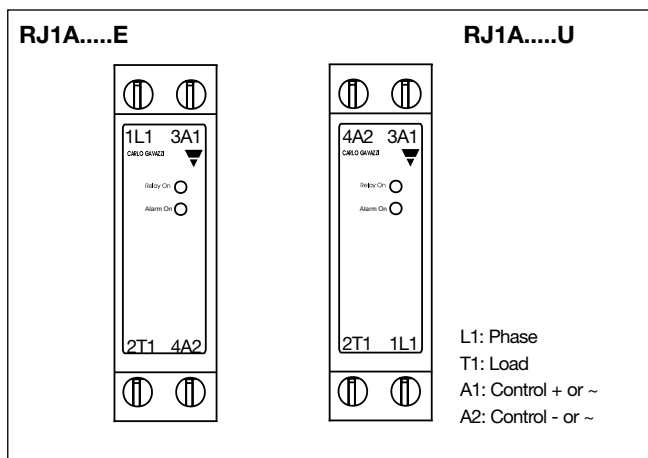 RJ1A.....E
RJ1A.....U
1L1 3A1
CARLO GAVAZZI
Relay On
Alarm On
2T1 4A2
4A2 3A1
CARLO GAVAZZI
Relay On
Alarm On
2T1 1L1
L1: Phase
T1: Load
A1: Control + or ~
A2: Control - or ~